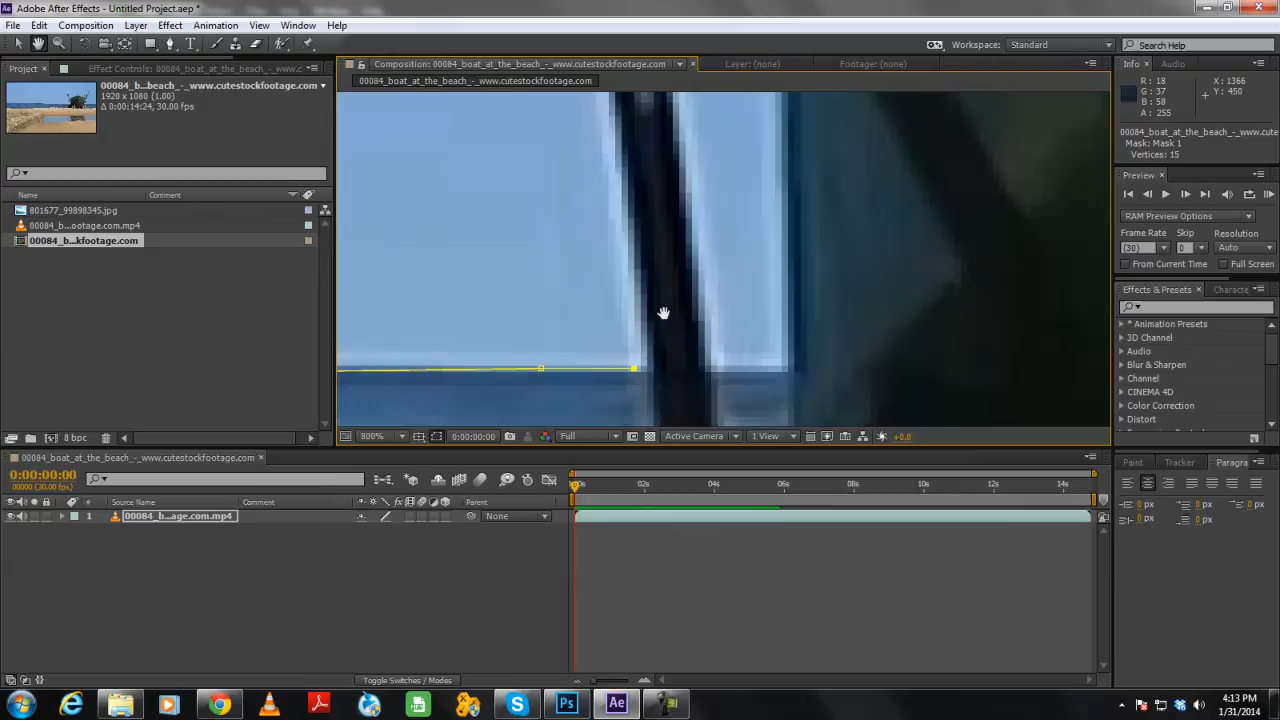 Adobe After Effects - Untitled Project.aep *
File Edit Composition Layer Effect Animation View Window Help
Workspace: Standard
Search Help
Project
Effect Controls: 00084_boat_at_the_beach_-_www.c
Composition: 00084_boat_at_the_beach_-_www.cutestockfootage.com
Layer: (none)
Footage: (none)
Info
Audio
00084_boat_at_the_beach_-_www.cutestockfootage.com
00084_b...beach_-_www.cutestockfootage.com
1920 x 1080 (1.00)
Δ 0:00:14:24, 30.00 fps
R : 18
G : 37
B : 58
A : 255
X : 1366
Y : 450
00084_boat_at_the_beach_-_www.cute
Mask: Mask 1
Vertices: 15
Preview
RAM Preview Options
Frame Rate Skip Resolution
(30) 0 Auto
From Current Time Full Screen
Name Comment
801677_99898345.jpg
00084_b...ootage.com.mp4
00084_b...kfootage.com
Effects & Presets
Characte
* Animation Presets
3D Channel
Audio
Blur & Sharpen
Channel
CINEMA 4D
Color Correction
Distort
8 bpc
800%
0:00:00:00
Full
Active Camera
1 View
+0.0
00084_boat_at_the_beach_-_www.cutestockfootage.com
0:00:00:00
00000 (30.00 fps)
02s 04s 06s 08s 10s 12s 14s
# Source Name Comment Parent
1 00084_b...age.com.mp4 None
Paint
Tracker
Paragra
0 px 0 px 0 px
0 px 0 px
Toggle Switches / Modes
4:13 PM
1/31/2014